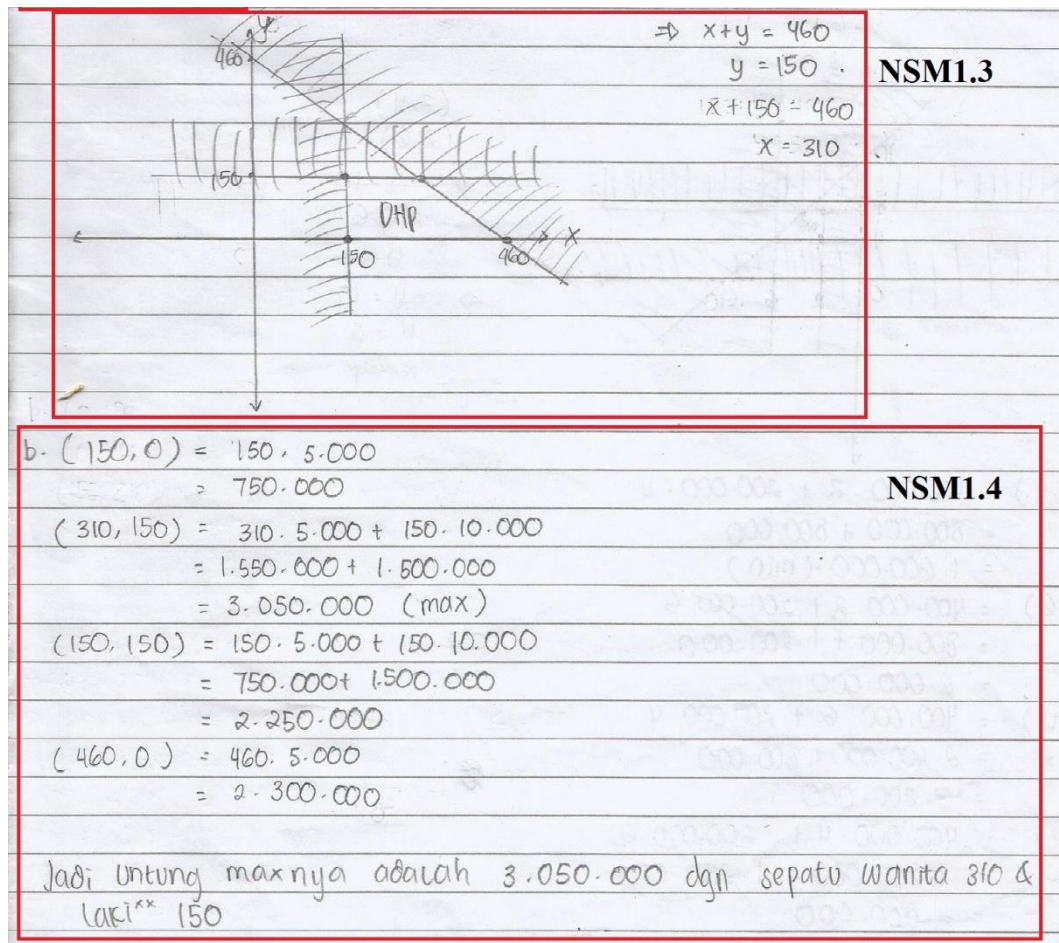 y
460
150
DHP
x
150
460
⇒ x+y = 460
y = 150
x + 150 = 460
x = 310
NSM1.3
b. (150, 0) = 150 . 5.000
= 750.000
NSM1.4
(310, 150) = 310 . 5.000 + 150 . 10.000
= 1.550.000 + 1.500.000
= 3.050.000 (max)
(150, 150) = 150 . 5.000 + 150 . 10.000
= 750.000 + 1.500.000
= 2.250.000
(460, 0) = 460 . 5.000
= 2.300.000
Jadi untung maxnya adalah 3.050.000 dgn sepatu wanita 310 &
laki×× 150